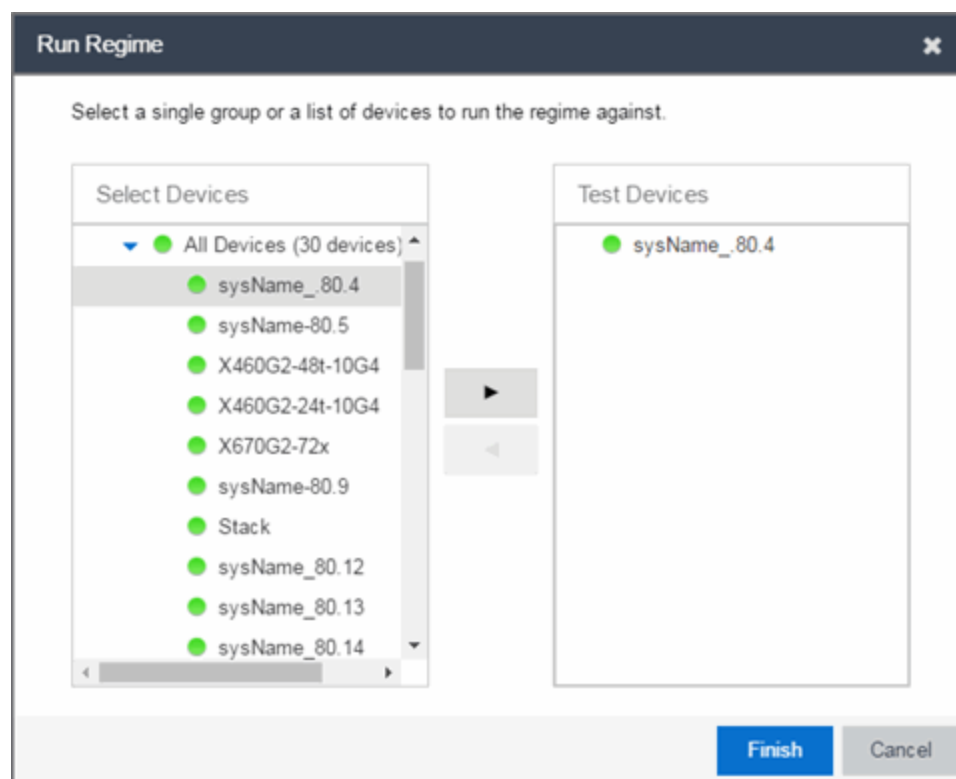 Run Regime
Select a single group or a list of devices to run the regime against.
Select Devices
All Devices (30 devices)
sysName_.80.4
sysName-80.5
X460G2-48t-10G4
X460G2-24t-10G4
X670G2-72x
sysName-80.9
Stack
sysName_80.12
sysName_80.13
sysName_80.14
Test Devices
sysName_.80.4
Finish
Cancel